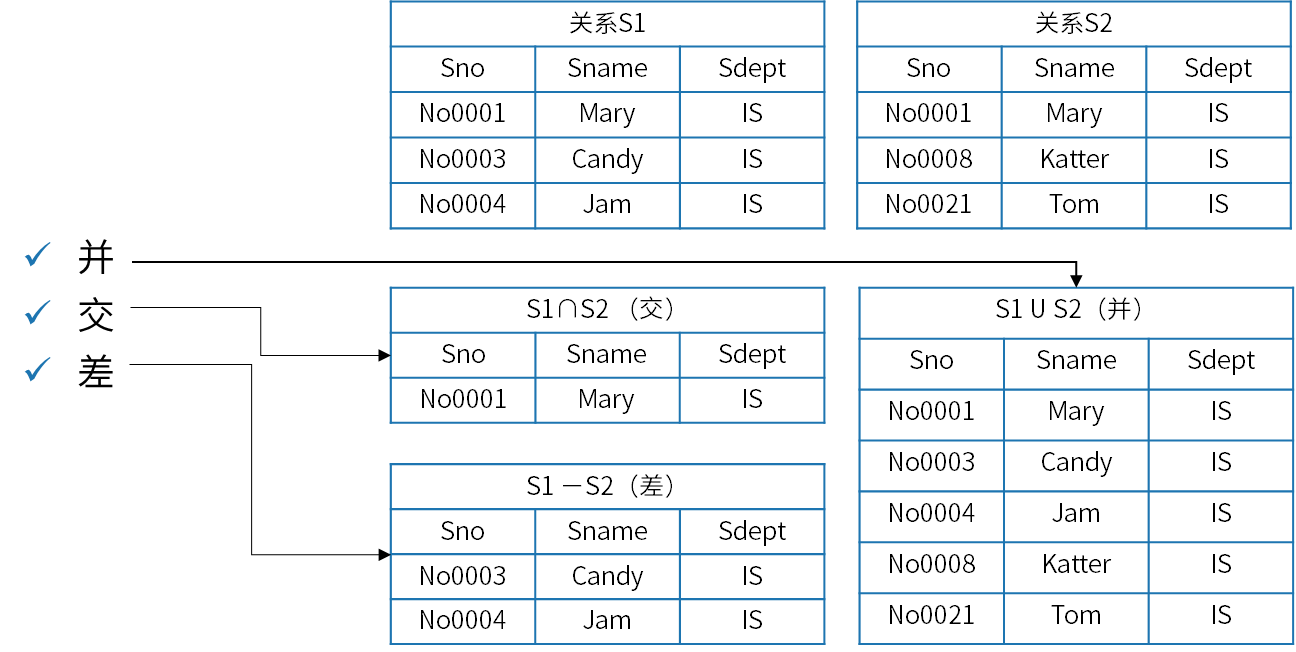 关系S1
Sno Sname Sdept
No0001 Mary IS
No0003 Candy IS
No0004 Jam IS
关系S2
Sno Sname Sdept
No0001 Mary IS
No0008 Katter IS
No0021 Tom IS
并
交
差
S1∩S2 （交）
Sno Sname Sdept
No0001 Mary IS
S1 －S2（差）
Sno Sname Sdept
No0003 Candy IS
No0004 Jam IS
S1 U S2（并）
Sno Sname Sdept
No0001 Mary IS
No0003 Candy IS
No0004 Jam IS
No0008 Katter IS
No0021 Tom IS